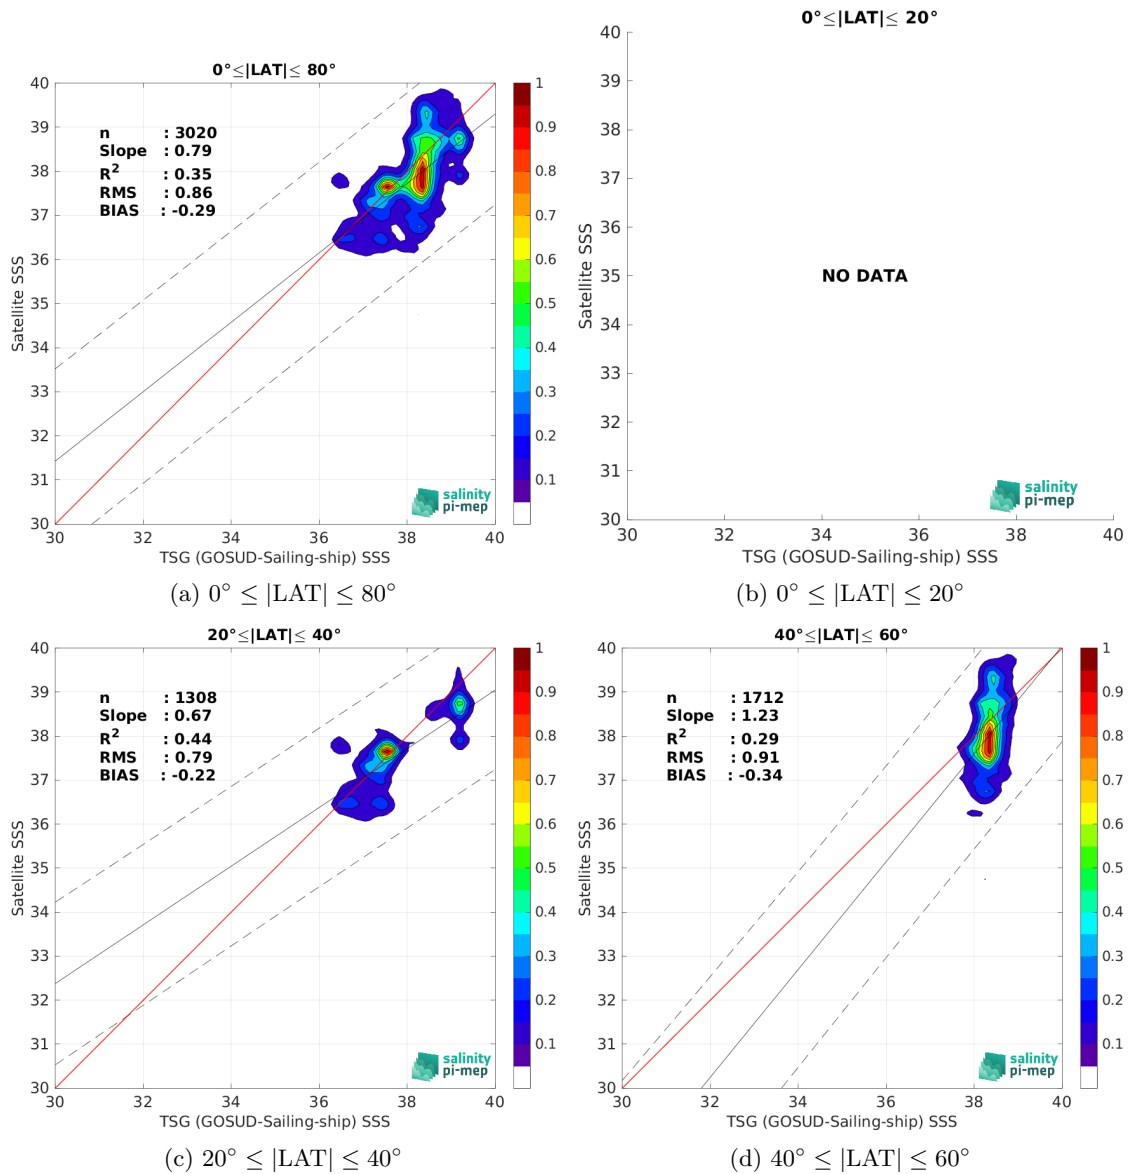 0°≤|LAT|≤ 80°
40
39
38
37
36
35
34
33
32
31
30
Satellite SSS
n : 3020
Slope : 0.79
R² : 0.35
RMS : 0.86
BIAS : -0.29
1
0.9
0.8
0.7
0.6
0.5
0.4
0.3
0.2
0.1
salinity
pi-mep
30 32 34 36 38 40
TSG (GOSUD-Sailing-ship) SSS
(a) 0° ≤ |LAT| ≤ 80°
0°≤|LAT|≤ 20°
40
39
38
37
36
35
34
33
32
31
30
Satellite SSS
NO DATA
salinity
pi-mep
30 32 34 36 38 40
TSG (GOSUD-Sailing-ship) SSS
(b) 0° ≤ |LAT| ≤ 20°
20°≤|LAT|≤ 40°
40
39
38
37
36
35
34
33
32
31
30
Satellite SSS
n : 1308
Slope : 0.67
R² : 0.44
RMS : 0.79
BIAS : -0.22
1
0.9
0.8
0.7
0.6
0.5
0.4
0.3
0.2
0.1
salinity
pi-mep
30 32 34 36 38 40
TSG (GOSUD-Sailing-ship) SSS
(c) 20° ≤ |LAT| ≤ 40°
40°≤|LAT|≤ 60°
40
39
38
37
36
35
34
33
32
31
30
Satellite SSS
n : 1712
Slope : 1.23
R² : 0.29
RMS : 0.91
BIAS : -0.34
1
0.9
0.8
0.7
0.6
0.5
0.4
0.3
0.2
0.1
salinity
pi-mep
30 32 34 36 38 40
TSG (GOSUD-Sailing-ship) SSS
(d) 40° ≤ |LAT| ≤ 60°